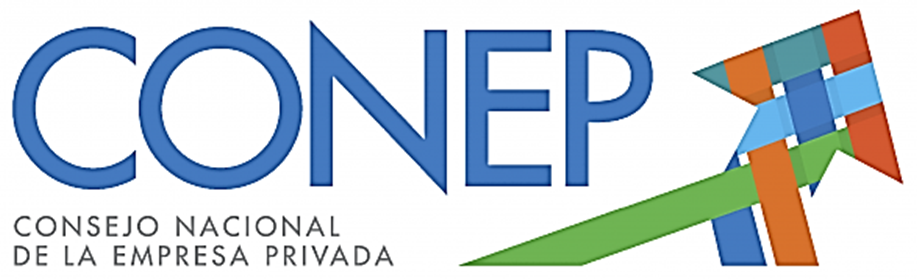 CONEP
CONSEJO NACIONAL
DE LA EMPRESA PRIVADA